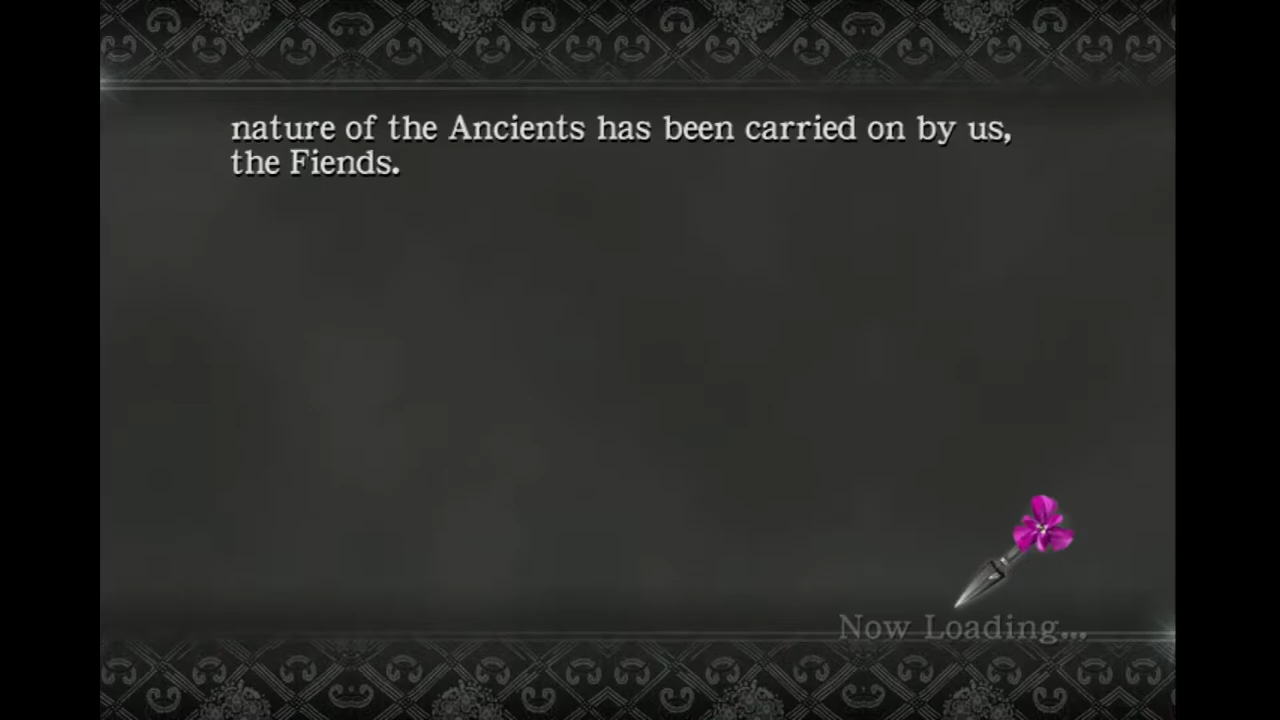 nature of the Ancients has been carried on by us,
the Fiends.
Now Loading...